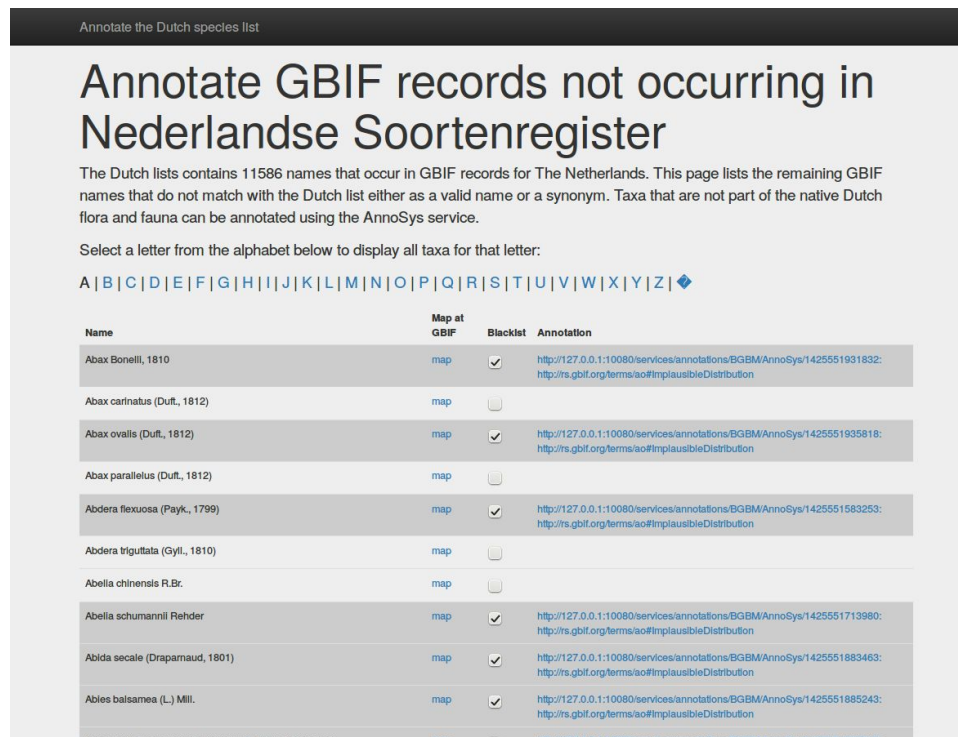 Annotate the Dutch species list
Annotate GBIF records not occurring in
Nederlandse Soortenregister
The Dutch lists contains 11586 names that occur in GBIF records for The Netherlands. This page lists the remaining GBIF
names that do not match with the Dutch list either as a valid name or a synonym. Taxa that are not part of the native Dutch
flora and fauna can be annotated using the AnnoSys service.
Select a letter from the alphabet below to display all taxa for that letter:
A | B | C | D | E | F | G | H | I | J | K | L | M | N | O | P | Q | R | S | T | U | V | W | X | Y | Z | �
Name Map at GBIF Blacklist Annotation
Abax Bonelli, 1810 map http://127.0.0.1:10080/services/annotations/BGBM/AnnoSys/1425551931832:
http://rs.gbif.org/terms/ao#ImplausibleDistribution
Abax carinatus (Duft., 1812) map
Abax ovalis (Duft., 1812) map http://127.0.0.1:10080/services/annotations/BGBM/AnnoSys/1425551935818:
http://rs.gbif.org/terms/ao#ImplausibleDistribution
Abax parallelus (Duft., 1812) map
Abdera flexuosa (Payk., 1799) map http://127.0.0.1:10080/services/annotations/BGBM/AnnoSys/1425551583253:
http://rs.gbif.org/terms/ao#ImplausibleDistribution
Abdera triguttata (Gyll., 1810) map
Abelia chinensis R.Br. map
Abelia schumannii Rehder map http://127.0.0.1:10080/services/annotations/BGBM/AnnoSys/1425551713980:
http://rs.gbif.org/terms/ao#ImplausibleDistribution
Abida secale (Draparnaud, 1801) map http://127.0.0.1:10080/services/annotations/BGBM/AnnoSys/1425551883463:
http://rs.gbif.org/terms/ao#ImplausibleDistribution
Abies balsamea (L.) Mill. map http://127.0.0.1:10080/services/annotations/BGBM/AnnoSys/1425551885243:
http://rs.gbif.org/terms/ao#ImplausibleDistribution